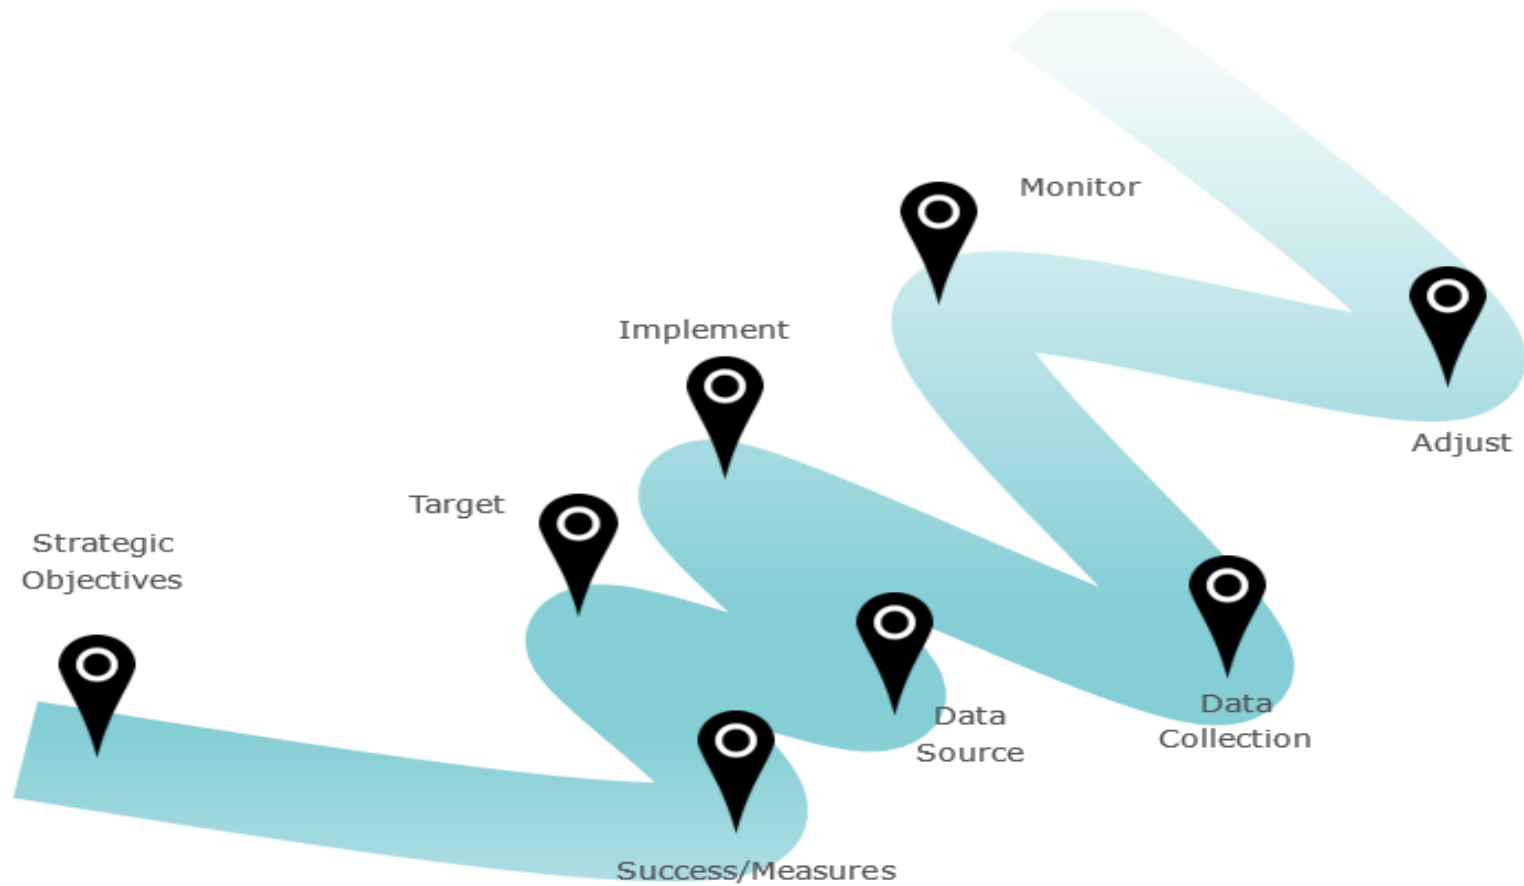 Monitor
Implement
Adjust
Target
Strategic
Objectives
Data
Collection
Data
Source
Success/Measures